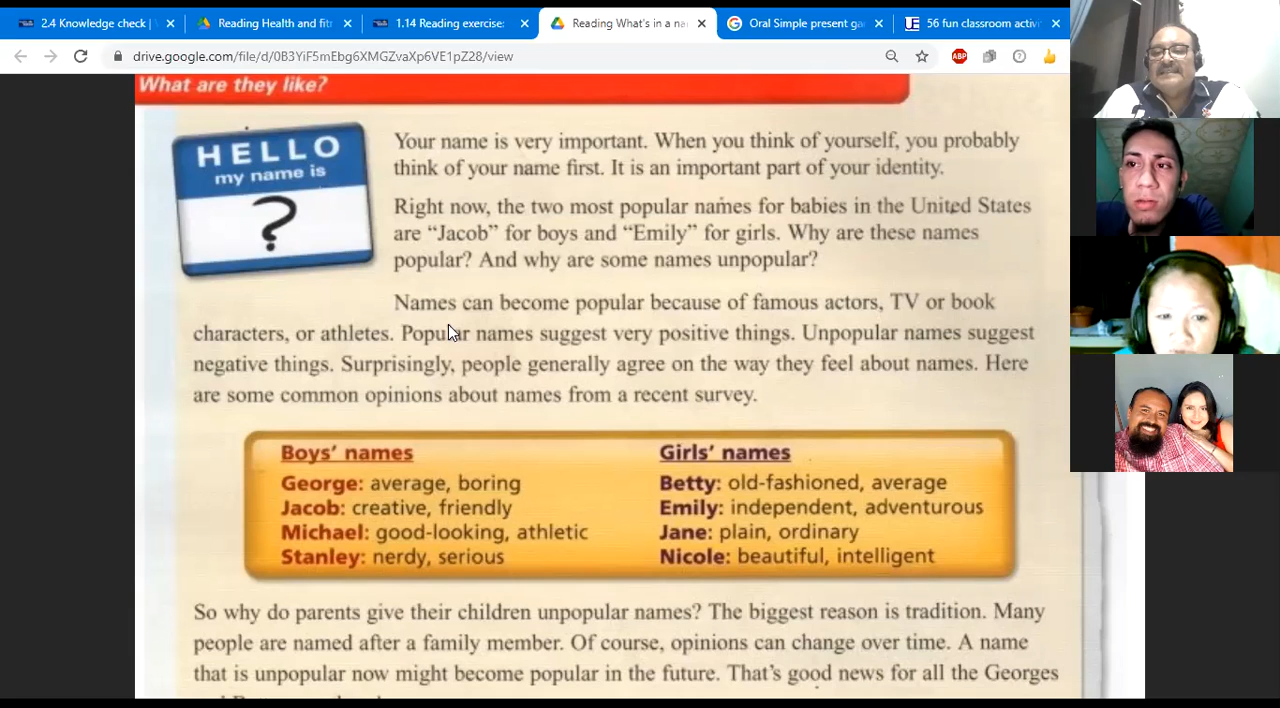 2.4 Knowledge check |
Reading Health and fitn
1.14 Reading exercise:
Reading What's in a na
Oral Simple present ga
56 fun classroom activi
drive.google.com/file/d/0B3YiF5mEbg6XMGZvaXp6VE1pZ28/view
ABP
What are they like?
HELLO
my name is
?
Your name is very important. When you think of yourself, you probably
think of your name first. It is an important part of your identity.
Right now, the two most popular names for babies in the United States
are “Jacob” for boys and “Emily” for girls. Why are these names
popular? And why are some names unpopular?
Names can become popular because of famous actors, TV or book
characters, or athletes. Popular names suggest very positive things. Unpopular names suggest
negative things. Surprisingly, people generally agree on the way they feel about names. Here
are some common opinions about names from a recent survey.
Boys’ names
George: average, boring
Jacob: creative, friendly
Michael: good-looking, athletic
Stanley: nerdy, serious
Girls’ names
Betty: old-fashioned, average
Emily: independent, adventurous
Jane: plain, ordinary
Nicole: beautiful, intelligent
So why do parents give their children unpopular names? The biggest reason is tradition. Many
people are named after a family member. Of course, opinions can change over time. A name
that is unpopular now might become popular in the future. That’s good news for all the Georges